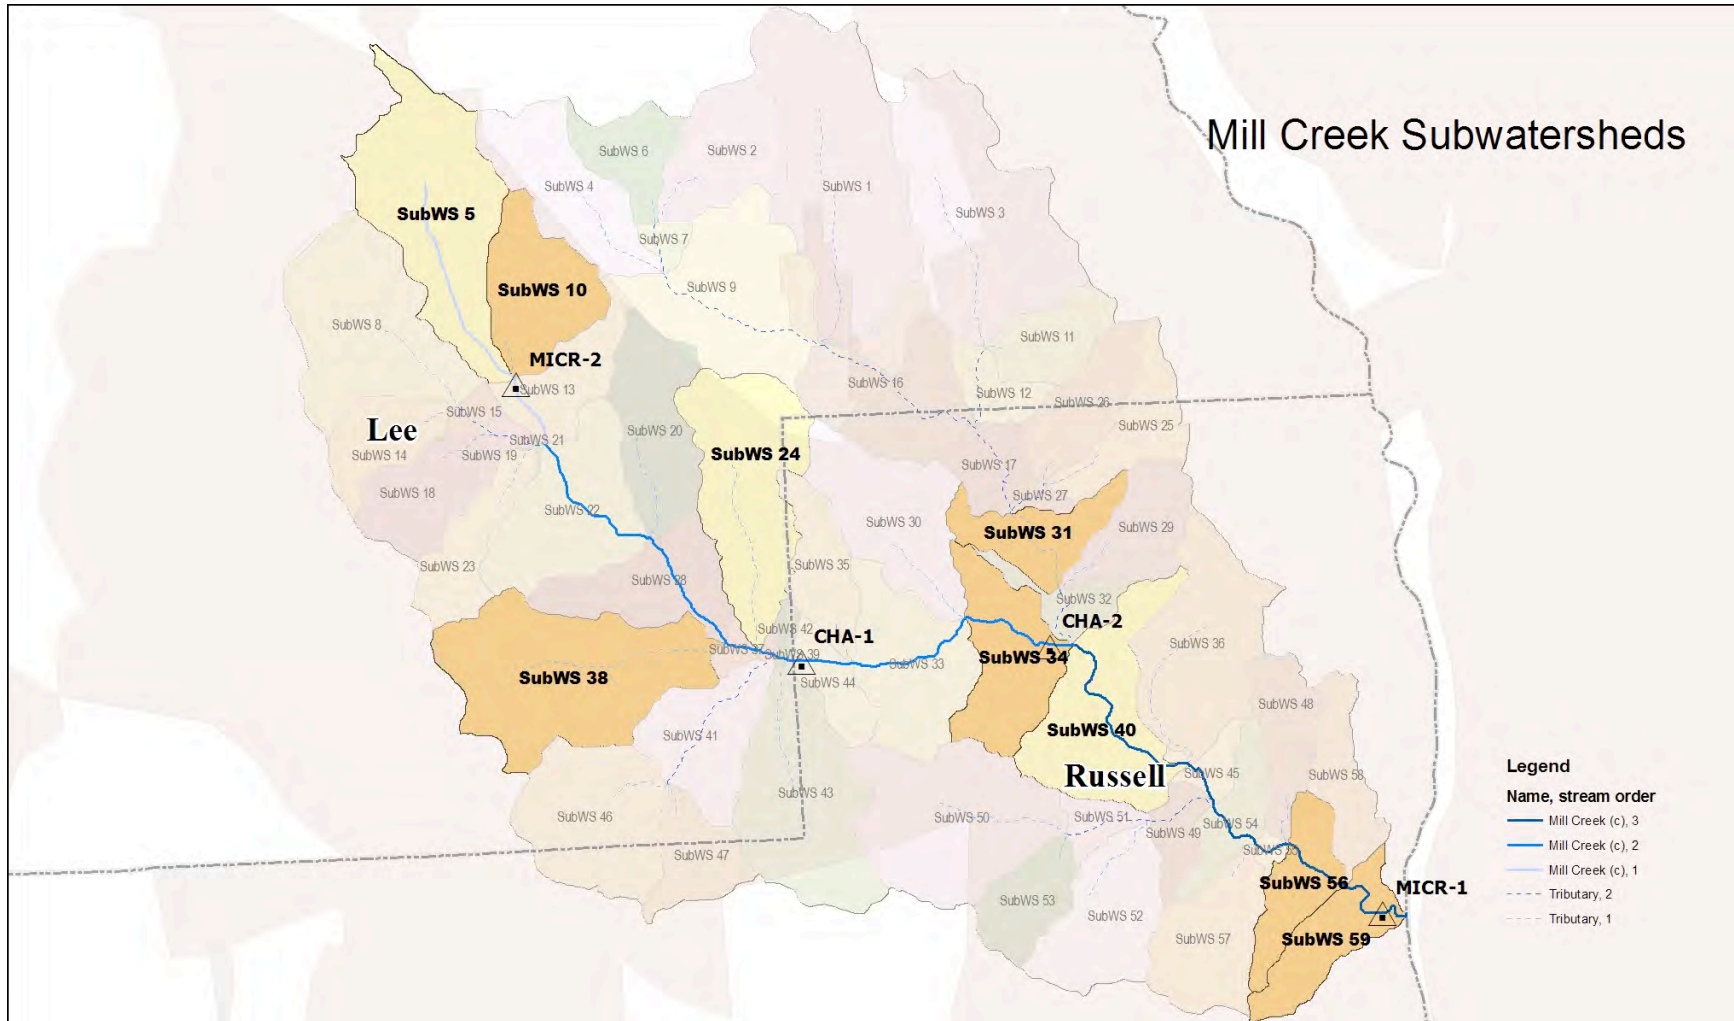 Mill Creek Subwatersheds
SubWS 6
SubWS 2
SubWS 4
SubWS 1
SubWS 3
SubWS 5
SubWS 7
SubWS 10
SubWS 9
SubWS 8
SubWS 11
MICR-2
SubWS 13
SubWS 16
SubWS 12
SubWS 26
SubWS 15
SubWS 25
Lee
SubWS 20
SubWS 21
SubWS 14
SubWS 19
SubWS 24
SubWS 17
SubWS 18
SubWS 27
SubWS 22
SubWS 30
SubWS 31
SubWS 29
SubWS 23
SubWS 35
SubWS 28
SubWS 32
CHA-2
SubWS 42
CHA-1
SubWS 36
SubWS 37
SubWS 39
SubWS 33
SubWS 34
SubWS 38
SubWS 44
SubWS 48
SubWS 41
SubWS 40
Russell
SubWS 45
SubWS 58
SubWS 43
SubWS 46
SubWS 50
SubWS 51
SubWS 54
SubWS 49
SubWS 47
SubWS
SubWS 56
MICR-1
SubWS 53
SubWS 52
SubWS 57
SubWS 59
Legend
Name, stream order
Mill Creek (c), 3
Mill Creek (c), 2
Mill Creek (c), 1
Tributary, 2
Tributary, 1